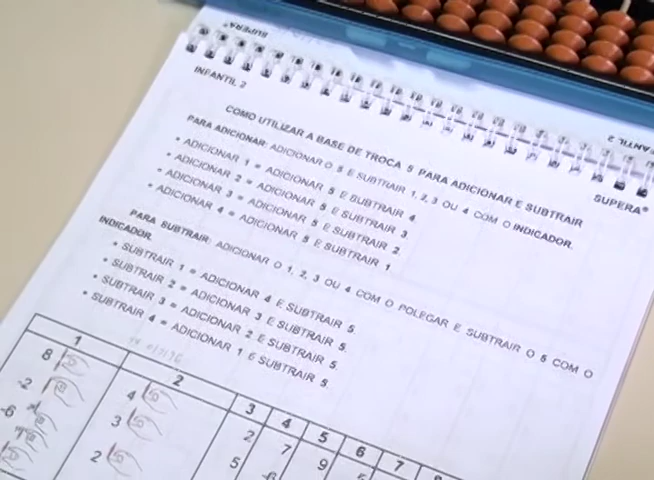 SUPERA®
INFANTIL 2
COMO UTILIZAR A BASE DE TROCA 5 PARA ADICIONAR E SUBTRAIR
SUPERA®
PARA ADICIONAR: ADICIONAR O 5 E SUBTRAIR 1, 2, 3 OU 4 COM O INDICADOR.
• ADICIONAR 1 = ADICIONAR 5 E SUBTRAIR 4
• ADICIONAR 2 = ADICIONAR 5 E SUBTRAIR 3
• ADICIONAR 3 = ADICIONAR 5 E SUBTRAIR 2
• ADICIONAR 4 = ADICIONAR 5 E SUBTRAIR 1
PARA SUBTRAIR: ADICIONAR O 1, 2, 3 OU 4 COM O POLEGAR E SUBTRAIR O 5 COM O
INDICADOR.
• SUBTRAIR 1 = ADICIONAR 4 E SUBTRAIR 5.
• SUBTRAIR 2 = ADICIONAR 3 E SUBTRAIR 5.
• SUBTRAIR 3 = ADICIONAR 2 E SUBTRAIR 5.
• SUBTRAIR 4 = ADICIONAR 1 E SUBTRAIR 5.
1 2 3 4 5 6 7
8 4 2 7 9
-2 3 5 -6
-6 2